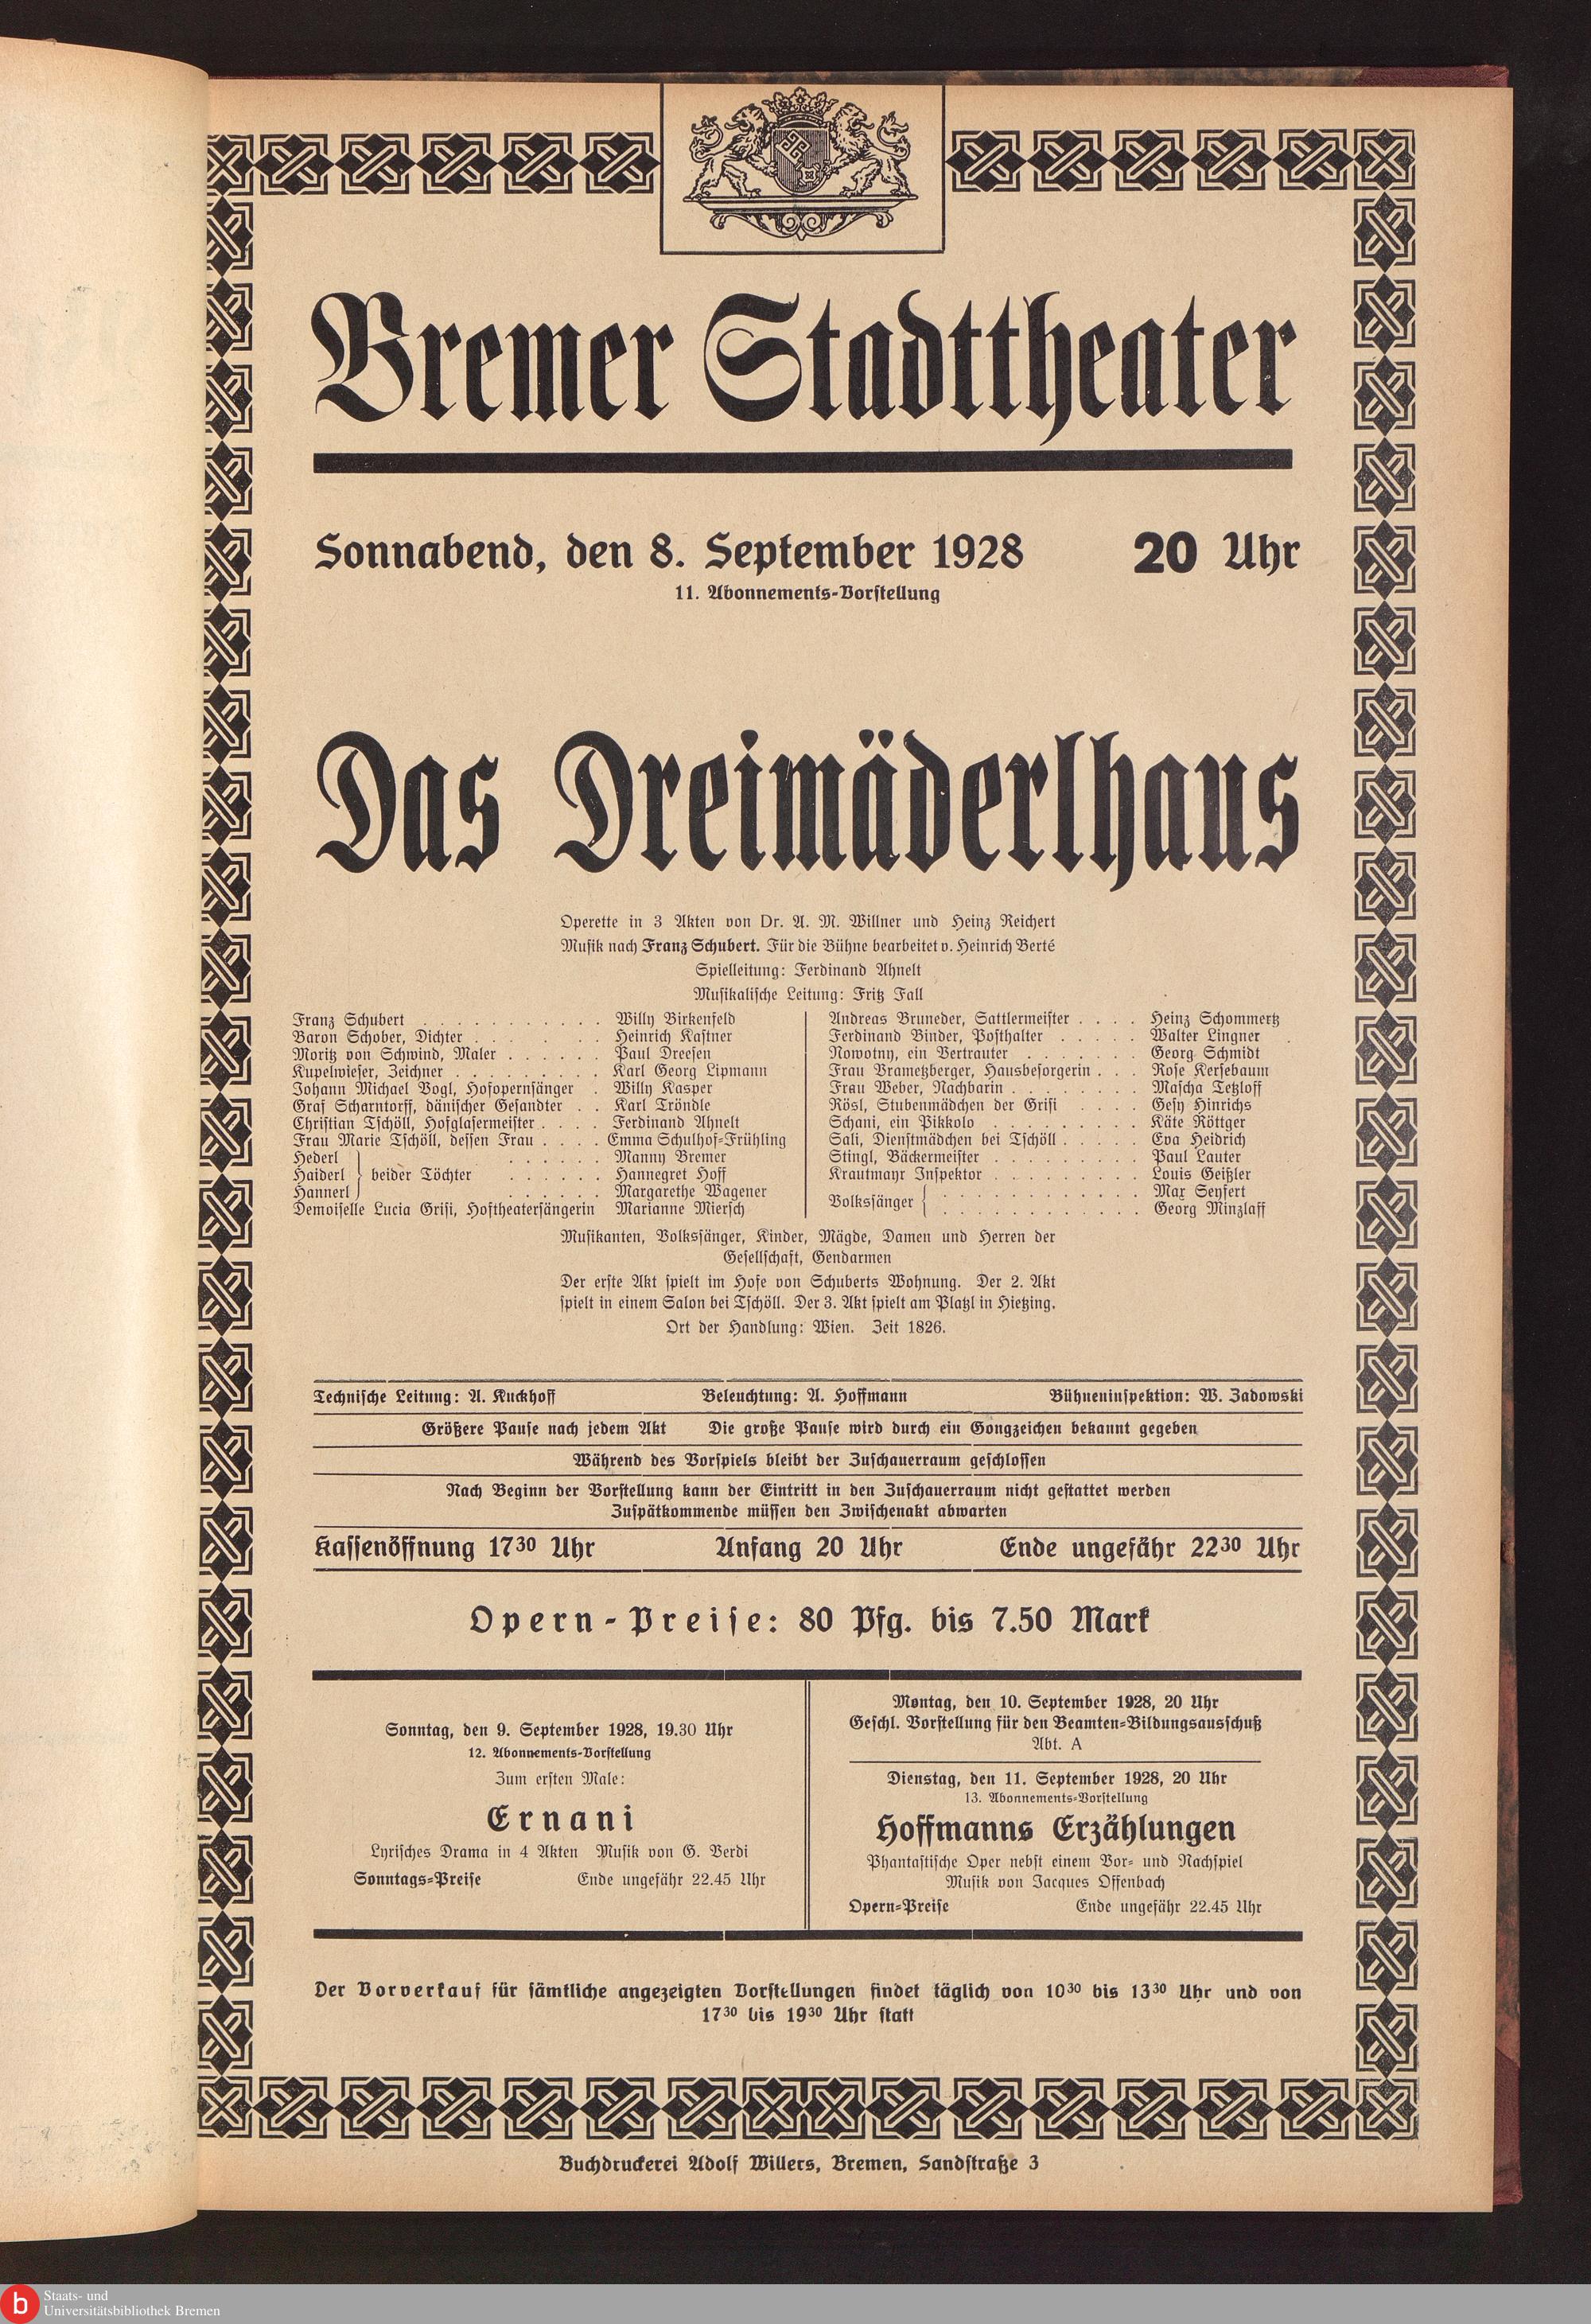 Bremer Stadttheater
Sonnabend, den 8. September 1928 20 Uhr
11. Abonnements-Vorstellung
Das Dreimäderlhaus
Operette in 3 Akten von Dr. A. M. Willner und Heinz Reichert
Musik nach Franz Schubert. Für die Bühne bearbeitet v. Heinrich Berté
Spielleitung: Ferdinand Ahnelt
Musikalische Leitung: Fritz Fall
Franz Schubert . . . . . . . . . . . Willy Birkenfeld
Baron Schober, Dichter . . . . . . . Heinrich Kastner
Moritz von Schwind, Maler . . . . . . Paul Dreesen
Kupelwieser, Zeichner . . . . . . . . . Karl Georg Lipmann
Johann Michael Vogl, Hofopernsänger . Willy Kasper
Graf Scharntorff, dänischer Gesandter . . Karl Tröndle
Christian Tschöll, Hofglasermeister . . . . Ferdinand Ahnelt
Frau Marie Tschöll, dessen Frau . . . . Emma Schulhof-Frühling
Hederl . . . . . . Manny Bremer
Haiderl } beider Töchter . . . . . . Hannegret Hoff
Hannerl . . . . . . Margarethe Wagener
Demoiselle Lucia Grisi, Hoftheatersängerin Marianne Miersch
Andreas Bruneder, Sattlermeister . . . . Heinz Schommertz
Ferdinand Binder, Posthalter . . . . . Walter Lingner
Nowotny, ein Vertrauter . . . . . . . Georg Schmidt
Frau Brametzberger, Hausbesorgerin . . . Rose Kersebaum
Frau Weber, Nachbarin . . . . . . . . Mascha Tetzloff
Rösl, Stubenmädchen der Grisi . . . . Gesy Hinrichs
Schani, ein Pikkolo . . . . . . . . . Käte Röttger
Sali, Dienstmädchen bei Tschöll . . . . . Eva Heidrich
Stingl, Bäckermeister . . . . . . . . . Paul Lauter
Krautmayr Inspektor . . . . . . . . . Louis Geißler
Volkssänger { . . . . . . . . . . . . Max Seyfert
. . . . . . . . . . . . Georg Minzlaff
Musikanten, Volkssänger, Kinder, Mägde, Damen und Herren der
Gesellschaft, Gendarmen
Der erste Akt spielt im Hofe von Schuberts Wohnung. Der 2. Akt
spielt in einem Salon bei Tschöll. Der 3. Akt spielt am Platzl in Hietzing.
Ort der Handlung: Wien. Zeit 1826.
Technische Leitung: A. Kuckhoff Beleuchtung: A. Hoffmann Bühneninspektion: W. Zadowski
Größere Pause nach jedem Akt Die große Pause wird durch ein Gongzeichen bekannt gegeben
Während des Vorspiels bleibt der Zuschauerraum geschlossen
Nach Beginn der Vorstellung kann der Eintritt in den Zuschauerraum nicht gestattet werden
Zuspätkommende müssen den Zwischenakt abwarten
Kassenöffnung 17³⁰ Uhr Anfang 20 Uhr Ende ungefähr 22³⁰ Uhr
Opern-Preise: 80 Pfg. bis 7.50 Mark
Sonntag, den 9. September 1928, 19.30 Uhr
12. Abonnements-Vorstellung
Zum ersten Male:
Ernani
Lyrisches Drama in 4 Akten Musik von G. Verdi
Sonntags-Preise Ende ungefähr 22.45 Uhr
Montag, den 10. September 1928, 20 Uhr
Geschl. Vorstellung für den Beamten-Bildungsausschuß
Abt. A
Dienstag, den 11. September 1928, 20 Uhr
13. Abonnements-Vorstellung
Hoffmanns Erzählungen
Phantastische Oper nebst einem Vor- und Nachspiel
Musik von Jacques Offenbach
Opern-Preise Ende ungefähr 22.45 Uhr
Der Vorverkauf für sämtliche angezeigten Vorstellungen findet täglich von 10³⁰ bis 13³⁰ Uhr und von
17³⁰ bis 19³⁰ Uhr statt
Buchdruckerei Adolf Willers, Bremen, Sandstraße 3
b Staats- und
Universitätsbibliothek Bremen